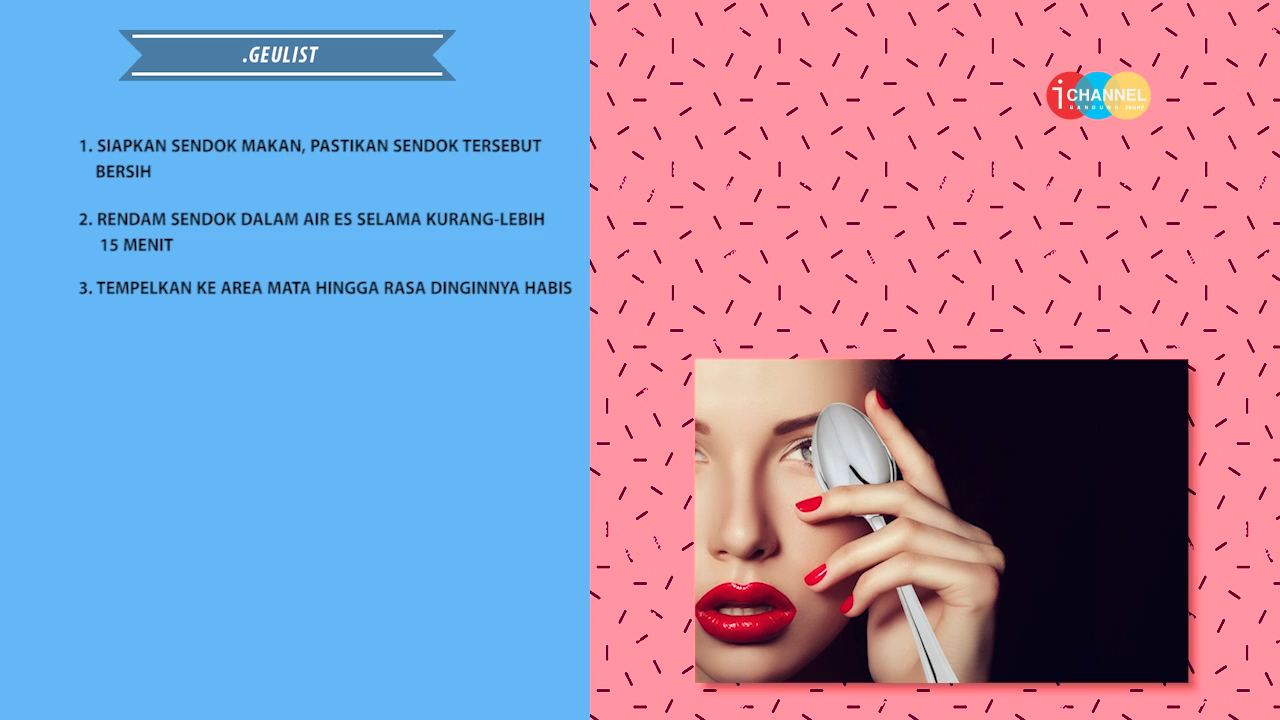 .GEULIST
1. SIAPKAN SENDOK MAKAN, PASTIKAN SENDOK TERSEBUT
BERSIH
2. RENDAM SENDOK DALAM AIR ES SELAMA KURANG-LEBIH
15 MENIT
3. TEMPELKAN KE AREA MATA HINGGA RASA DINGINNYA HABIS
iCHANNEL
BANDUNG